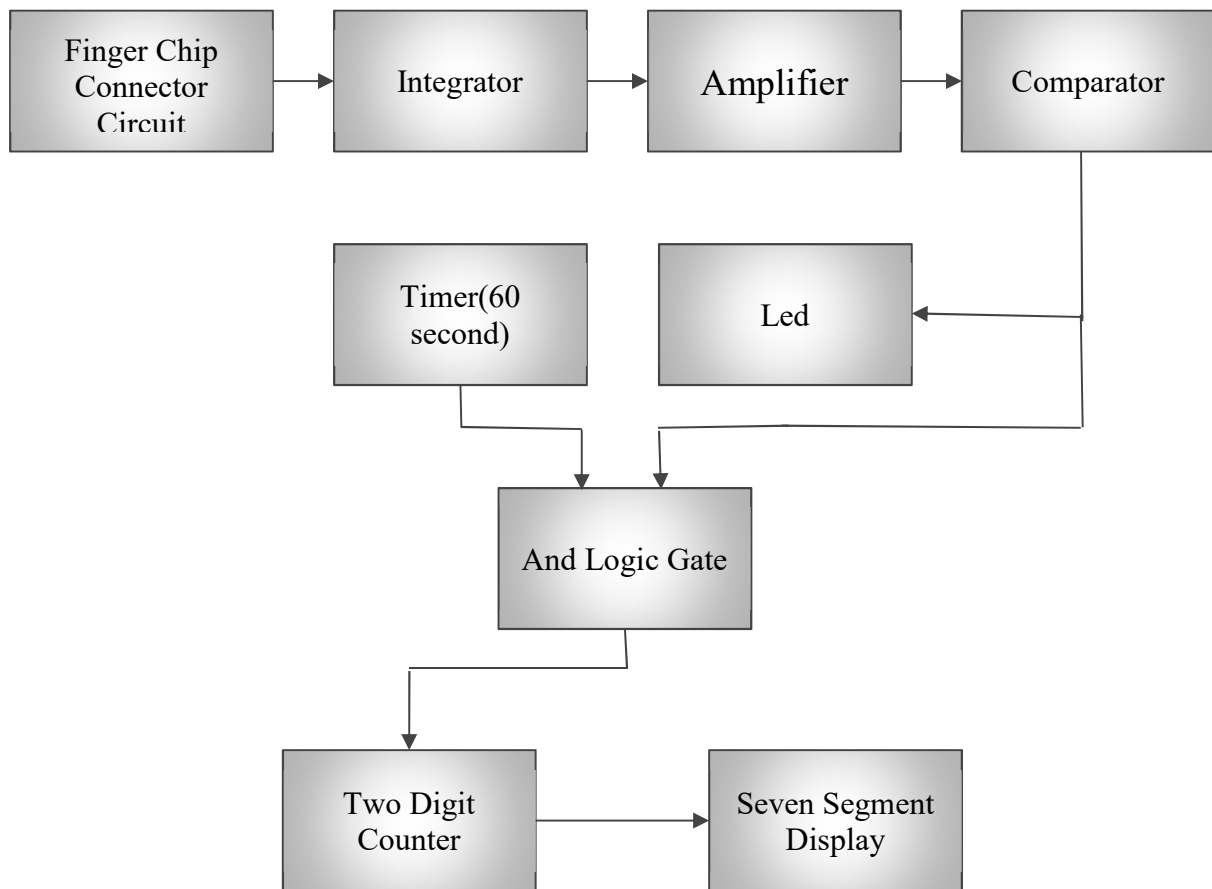 Finger Chip
Connector
Circuit
Integrator
Amplifier
Comparator
Timer(60
second)
Led
And Logic Gate
Two Digit
Counter
Seven Segment
Display